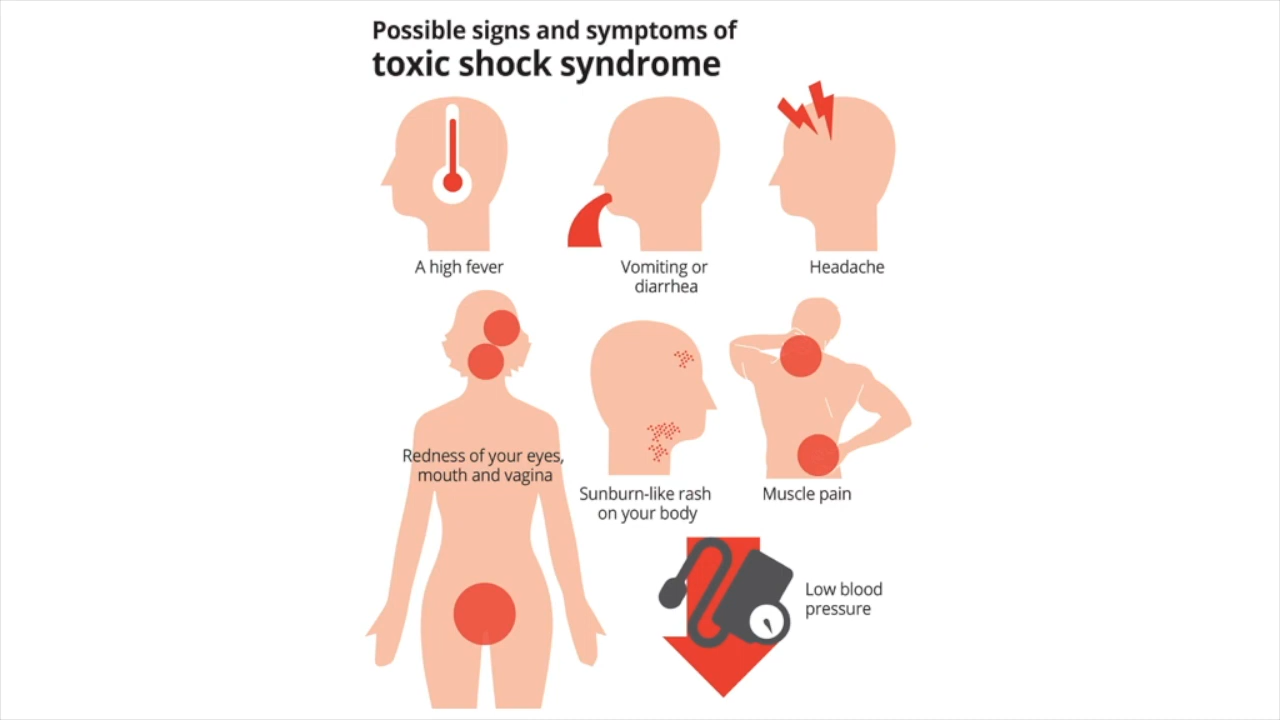 Possible signs and symptoms of
toxic shock syndrome
A high fever
Vomiting or
diarrhea
Headache
Redness of your eyes,
mouth and vagina
Sunburn-like rash
on your body
Muscle pain
Low blood
pressure